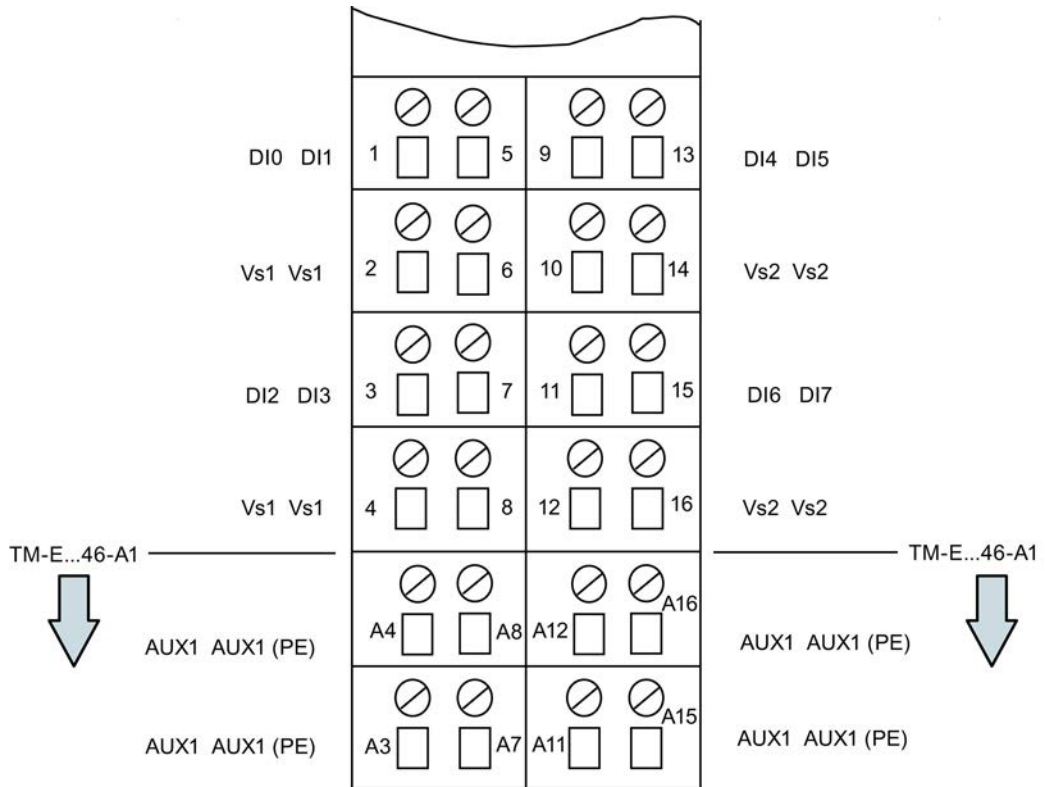 DI0 DI1 1 5 9 13 DI4 DI5
Vs1 Vs1 2 6 10 14 Vs2 Vs2
DI2 DI3 3 7 11 15 DI6 DI7
Vs1 Vs1 4 8 12 16 Vs2 Vs2
TM-E...46-A1 TM-E...46-A1
AUX1 AUX1 (PE) A4 A8 A12 A16 AUX1 AUX1 (PE)
AUX1 AUX1 (PE) A3 A7 A11 A15 AUX1 AUX1 (PE)